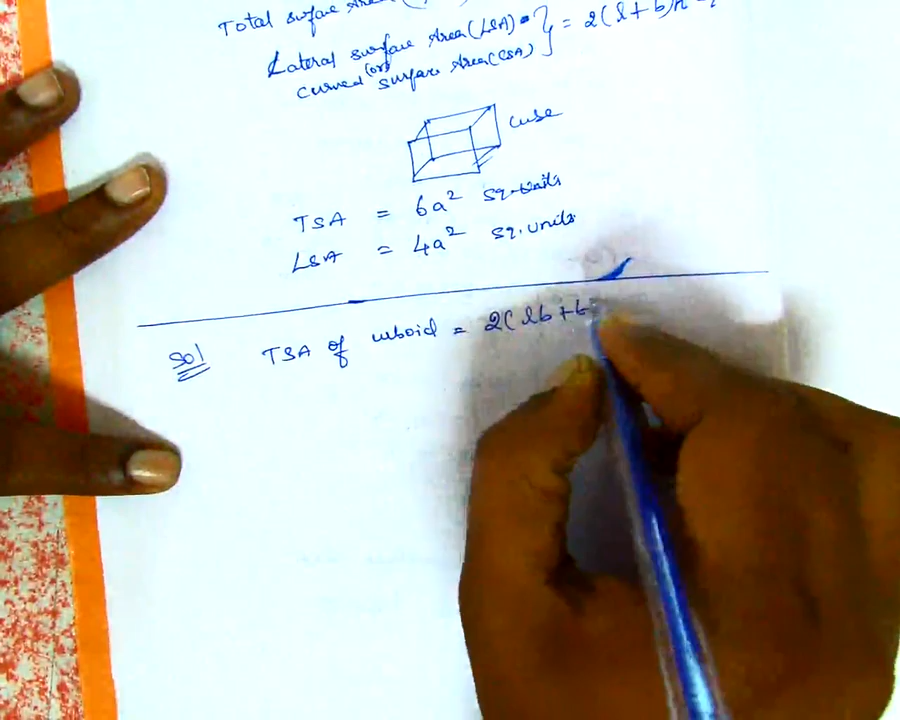 Total surface Area
Lateral surface Area (LSA) } = 2(l+b)h
(or)
curved surface Area (CSA)
cube
TSA = 6a² sq.units
LSA = 4a² sq.units
Sol TSA of cuboid = 2(lb+b